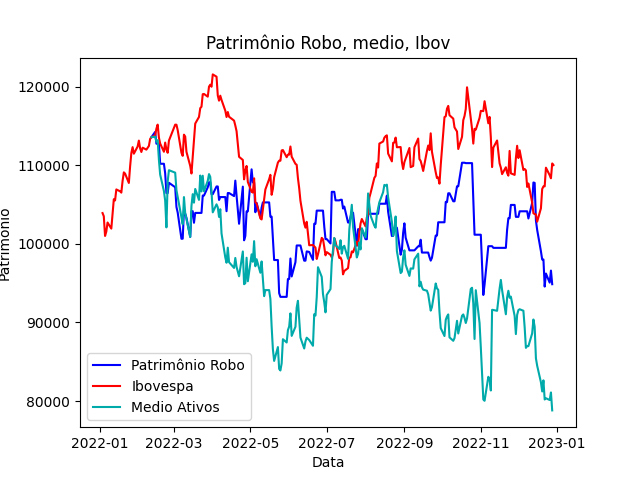 Patrimônio Robo, medio, Ibov
Patrimonio
120000
110000
100000
90000
80000
Patrimônio Robo
Ibovespa
Medio Ativos
2022-01
2022-03
2022-05
2022-07
2022-09
2022-11
2023-01
Data